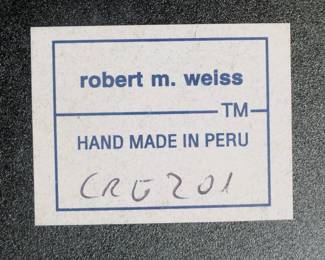 robert m. weiss
TM
HAND MADE IN PERU
CRG201